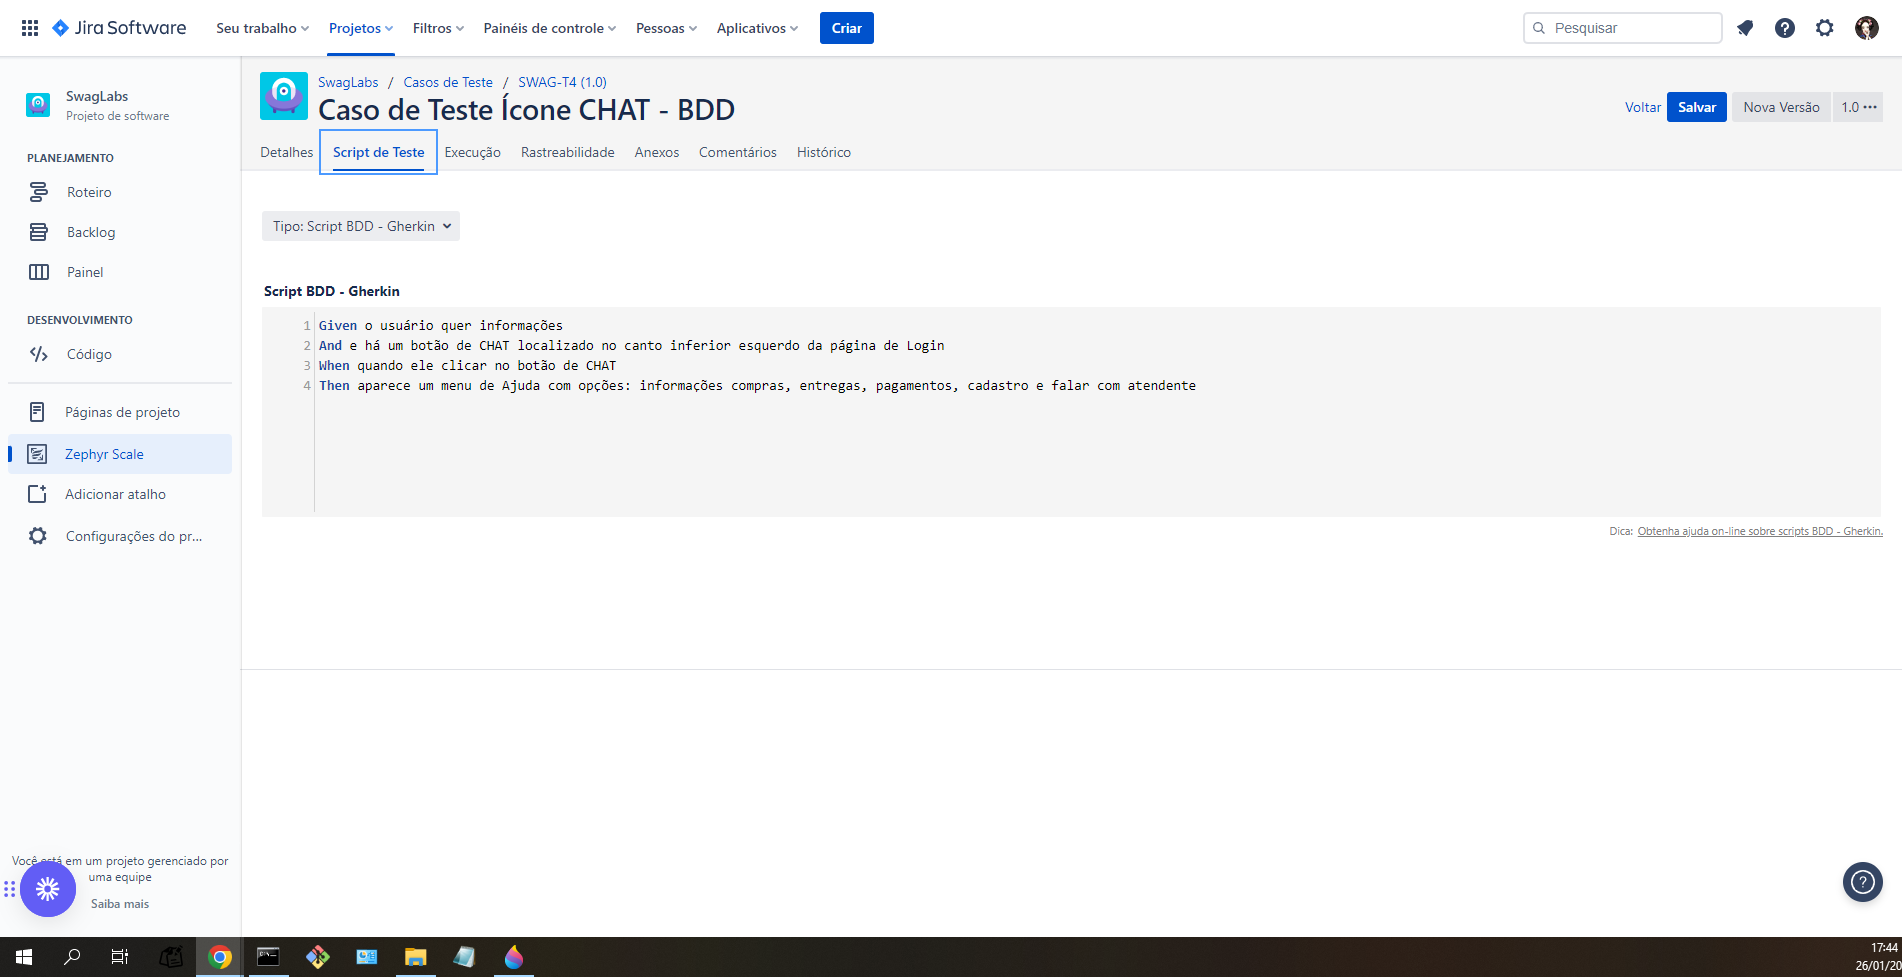 Jira Software
Seu trabalho
Projetos
Filtros
Painéis de controle
Pessoas
Aplicativos
Criar
Pesquisar
SwagLabs
Projeto de software
PLANEJAMENTO
Roteiro
Backlog
Painel
DESENVOLVIMENTO
Código
Páginas de projeto
Zephyr Scale
Adicionar atalho
Configurações do pr...
Você está em um projeto gerenciado por
uma equipe
Saiba mais
SwagLabs / Casos de Teste / SWAG-T4 (1.0)
Caso de Teste Ícone CHAT - BDD
Voltar
Salvar
Nova Versão
1.0 ···
Detalhes
Script de Teste
Execução
Rastreabilidade
Anexos
Comentários
Histórico
Tipo: Script BDD - Gherkin
Script BDD - Gherkin
1 Given o usuário quer informações
2 And e há um botão de CHAT localizado no canto inferior esquerdo da página de Login
3 When quando ele clicar no botão de CHAT
4 Then aparece um menu de Ajuda com opções: informações compras, entregas, pagamentos, cadastro e falar com atendente
Dica: Obtenha ajuda on-line sobre scripts BDD - Gherkin.
17:44
26/01/20